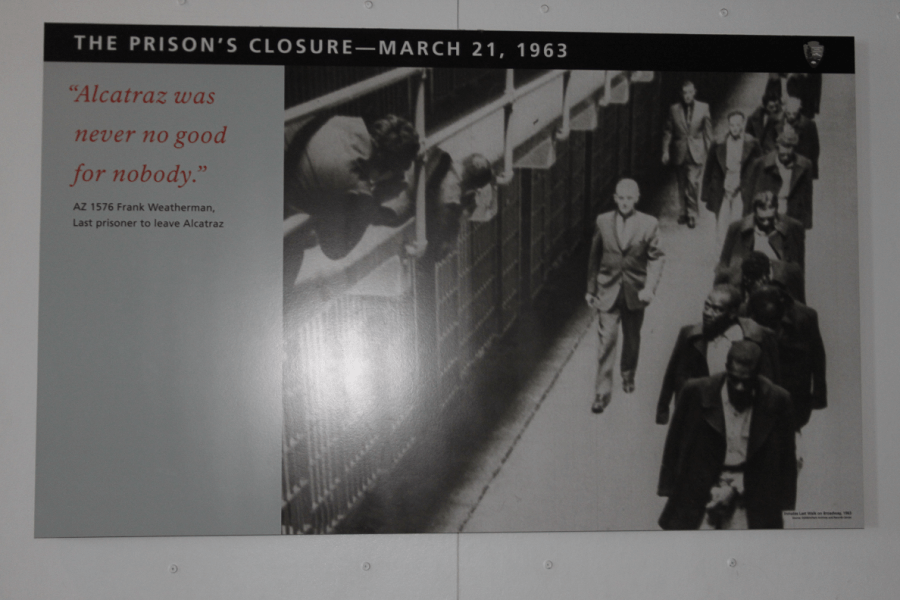 THE PRISON'S CLOSURE—MARCH 21, 1963
“Alcatraz was
never no good
for nobody.”
AZ 1576 Frank Weatherman,
Last prisoner to leave Alcatraz